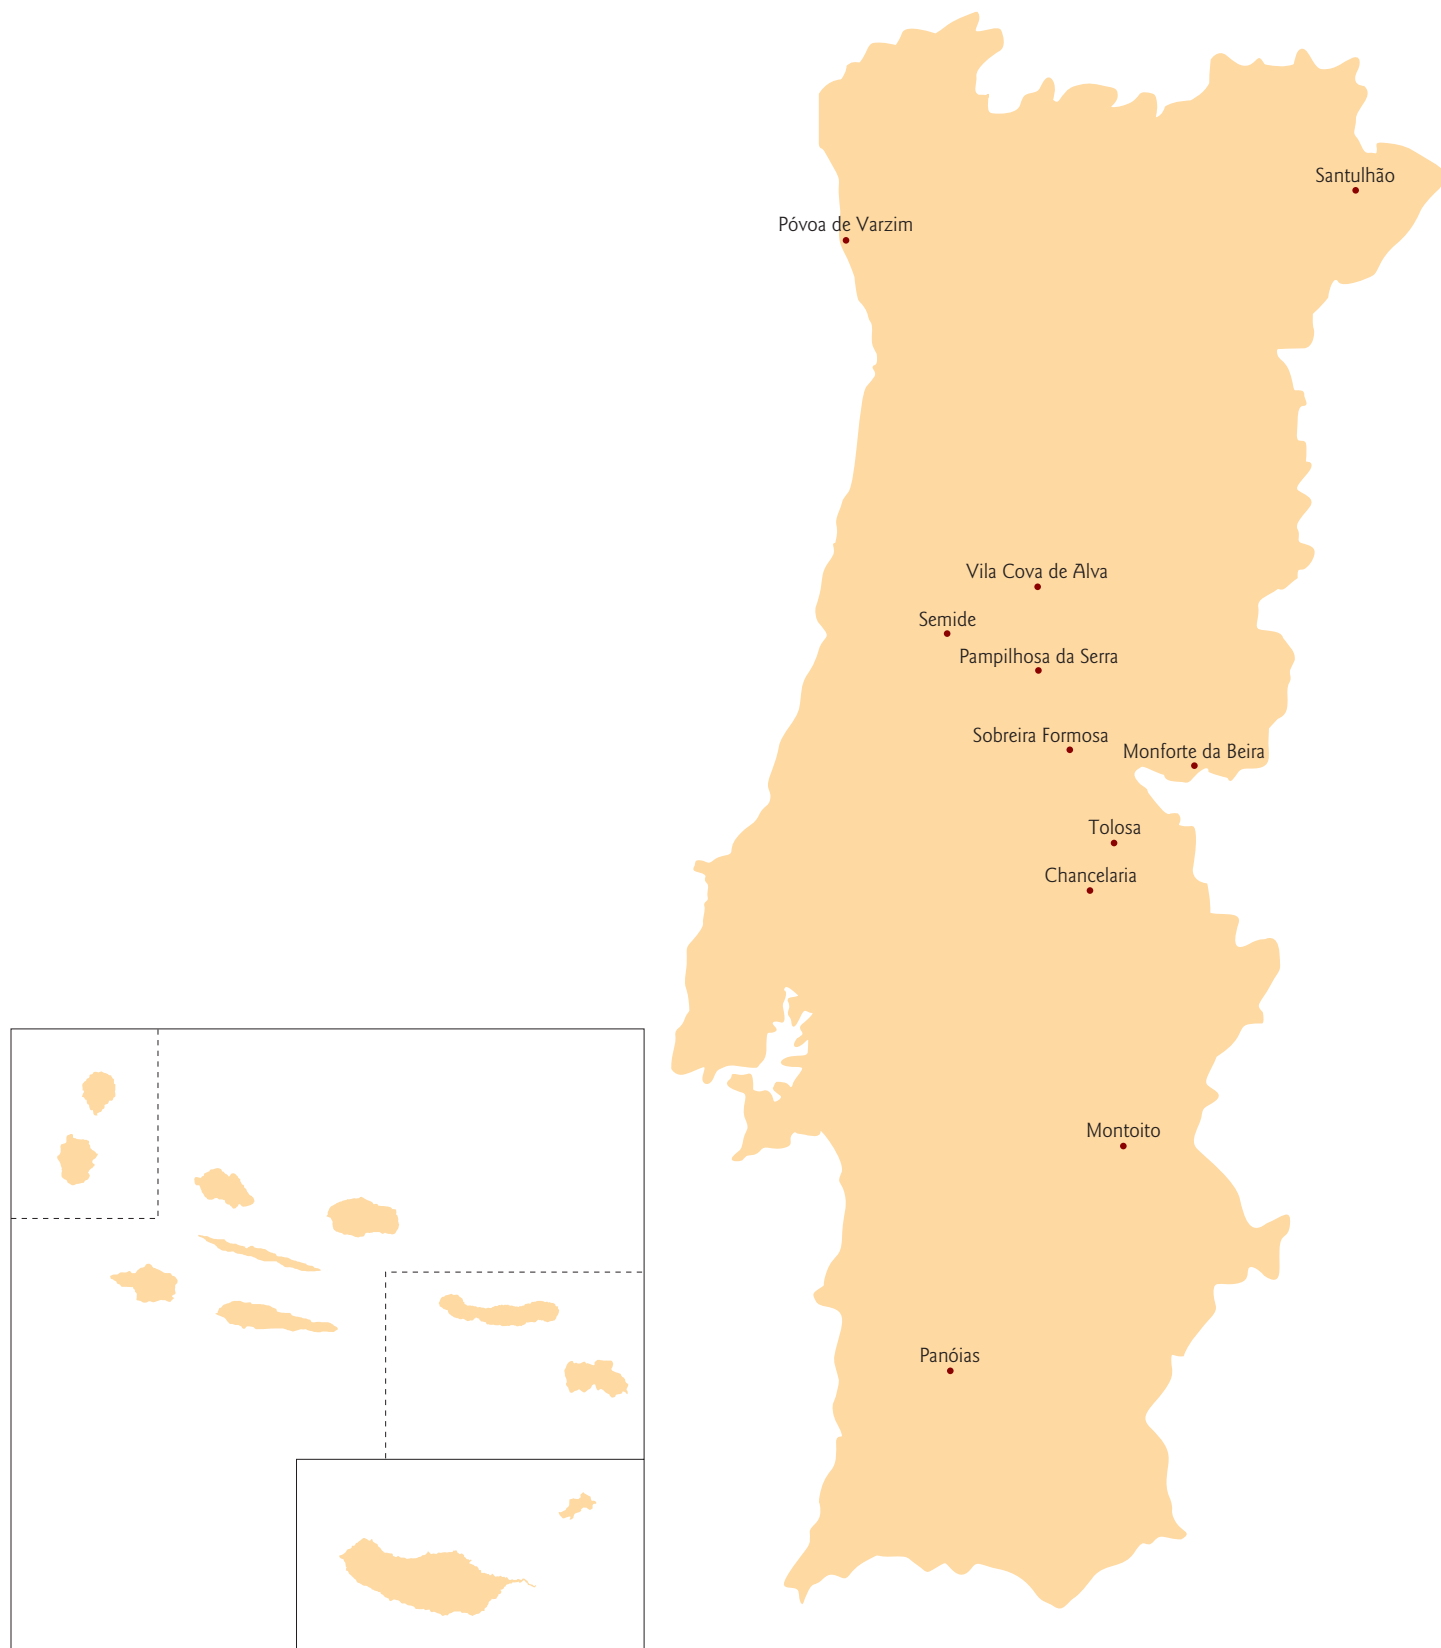 Santulhão
Póvoa de Varzim
Vila Cova de Alva
Semide
Pampilhosa da Serra
Sobreira Formosa
Monforte da Beira
Tolosa
Chancelaria
Montoito
Panóias